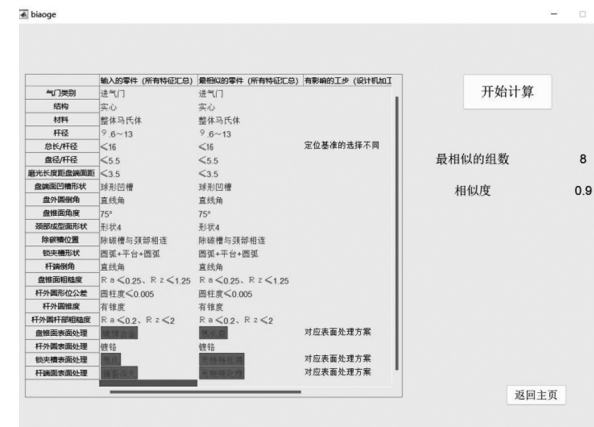 biaoge
输入的零件（所有特征汇总） 最相似的零件（所有特征汇总） 有影响的工步（设计机加工
气门类别 进气门 进气门
结构 实心 实心
材料 整体马氏体 整体马氏体
杆径 9.6～13 9.6～13
总长/杆径 ≤16 ≤16 定位基准的选择不同
盘径/杆径 ≤5.5 ≤5.5
磨光长度距盘端面距 ≤3.5 ≤3.5
盘端面凹槽形状 球形凹槽 球形凹槽
盘外圆倒角 直线角 直线角
盘锥面角度 75° 75°
颈部成型面形状 形状4 形状4
除碳槽位置 除碳槽与颈部相连 除碳槽与颈部相连
锁夹槽形状 圆弧+平台+圆弧 圆弧+平台+圆弧
杆端倒角 直线角 直线角
盘锥面粗糙度 Ra≤0.25、Rz≤1.25 Ra≤0.25、Rz≤1.25
杆外圆形位公差 圆柱度≤0.005 圆柱度≤0.005
杆外圆锥度 有锥度 有锥度
杆外圆杆部粗糙度 Ra≤0.2、Rz≤2 Ra≤0.2、Rz≤2
盘锥面表面处理 对应表面处理方案
杆外圆表面处理 镀铬 镀铬
锁夹槽表面处理 对应表面处理方案
杆端面表面处理 对应表面处理方案
开始计算
最相似的组数 8
相似度 0.9
返回主页